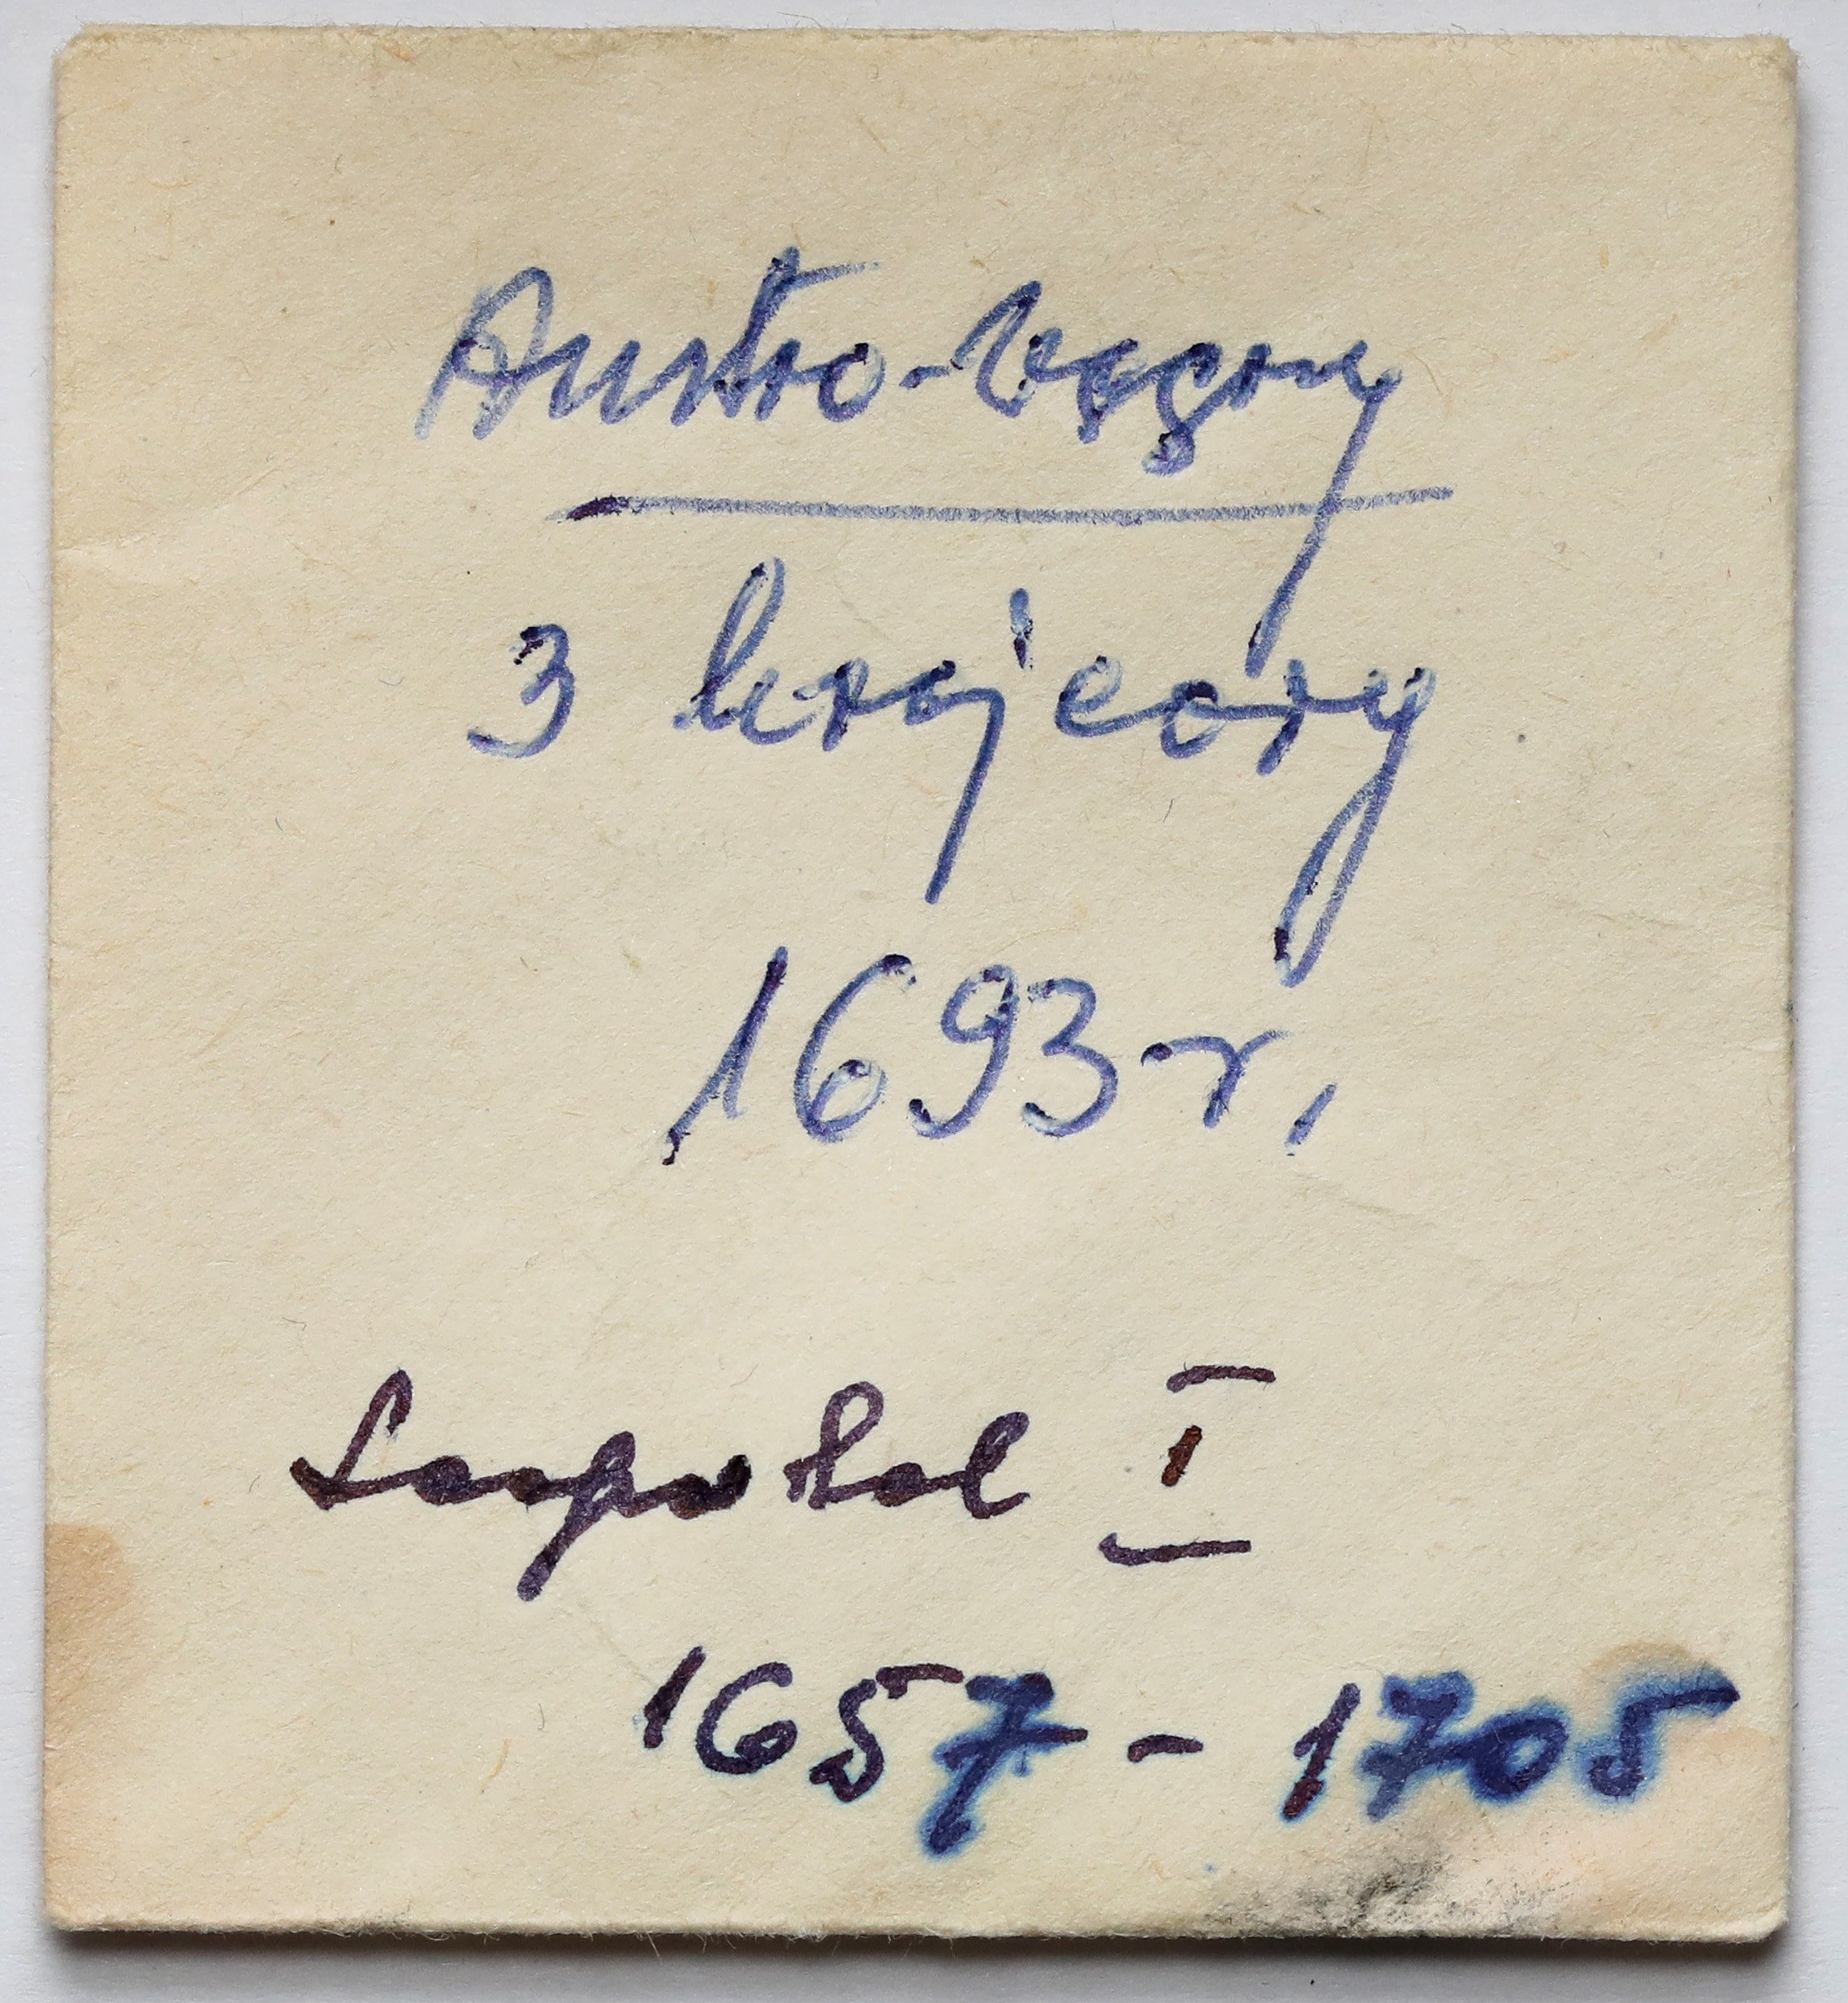 Austro-Węgry
3 krajcary
1693 r.
Leopold I
1657 - 1705